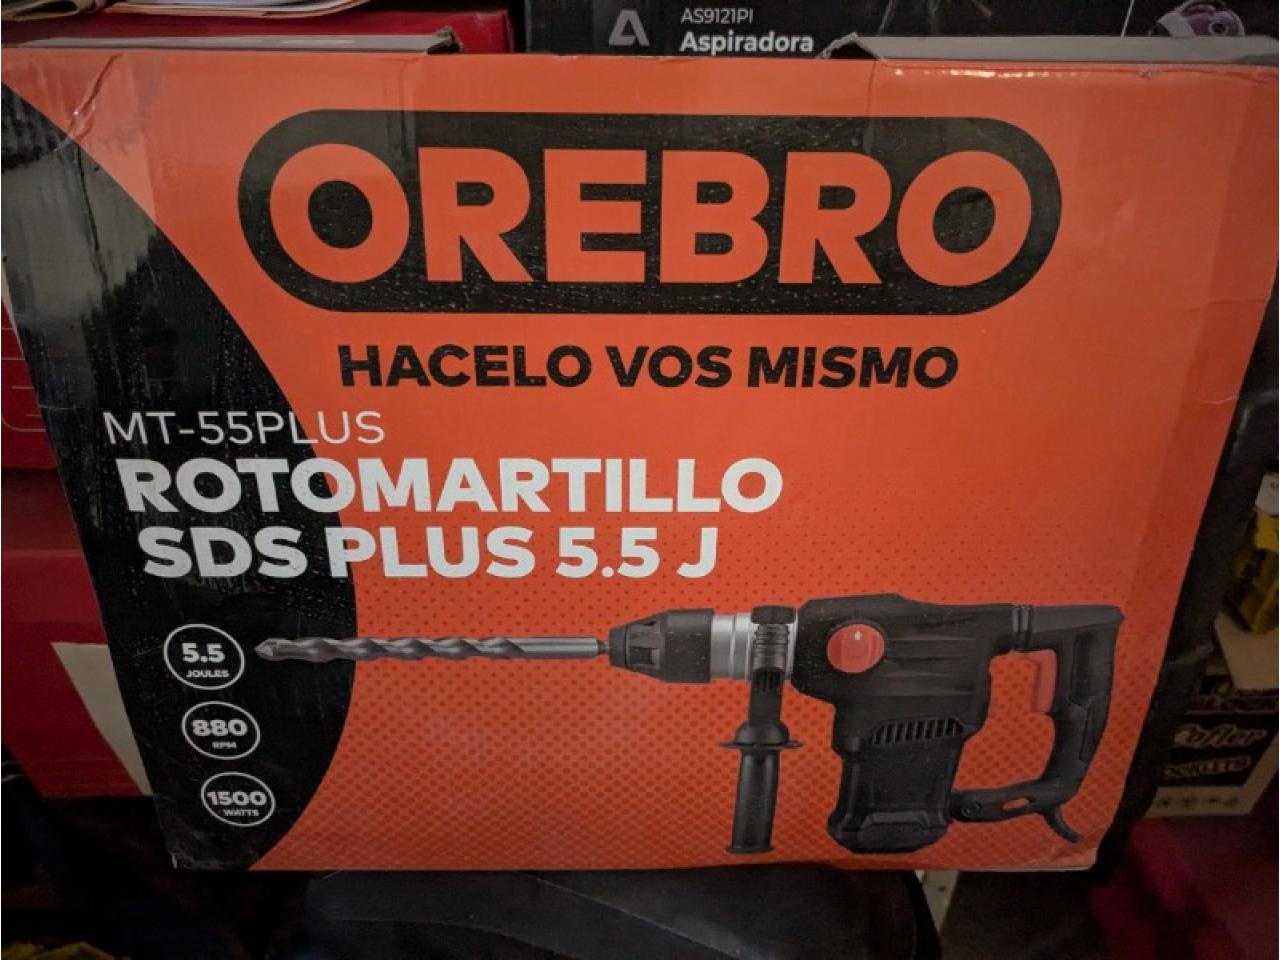 AS9121PI
Aspiradora
OREBRO
HACELO VOS MISMO
MT-55PLUS
ROTOMARTILLO
SDS PLUS 5.5 J
5.5
JOULES
880
RPM
1500
WATTS